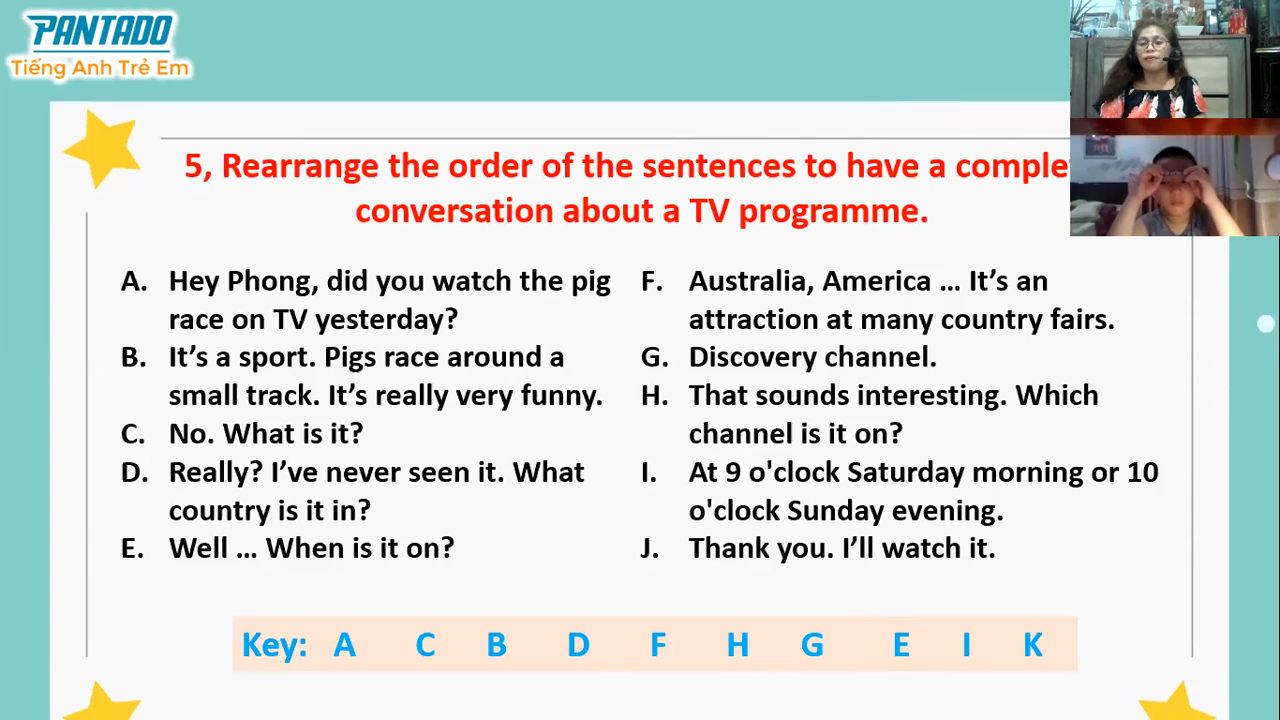 PANTADO
Tiếng Anh Trẻ Em
5, Rearrange the order of the sentences to have a comple
conversation about a TV programme.
A. Hey Phong, did you watch the pig
race on TV yesterday?
B. It’s a sport. Pigs race around a
small track. It’s really very funny.
C. No. What is it?
D. Really? I’ve never seen it. What
country is it in?
E. Well … When is it on?
F. Australia, America … It’s an
attraction at many country fairs.
G. Discovery channel.
H. That sounds interesting. Which
channel is it on?
I. At 9 o'clock Saturday morning or 10
o'clock Sunday evening.
J. Thank you. I’ll watch it.
Key: A C B D F H G E I K